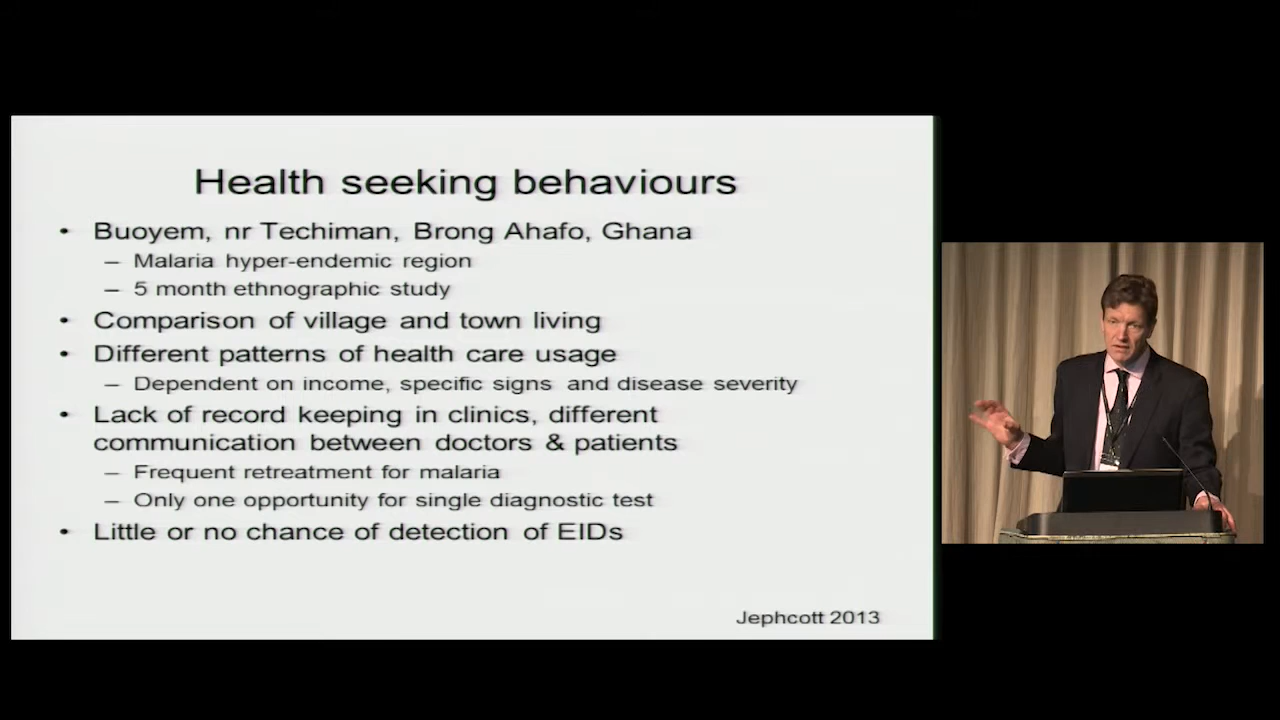 Health seeking behaviours
• Buoyem, nr Techiman, Brong Ahafo, Ghana
– Malaria hyper-endemic region
– 5 month ethnographic study
• Comparison of village and town living
• Different patterns of health care usage
– Dependent on income, specific signs and disease severity
• Lack of record keeping in clinics, different
communication between doctors & patients
– Frequent retreatment for malaria
– Only one opportunity for single diagnostic test
• Little or no chance of detection of EIDs
Jephcott 2013